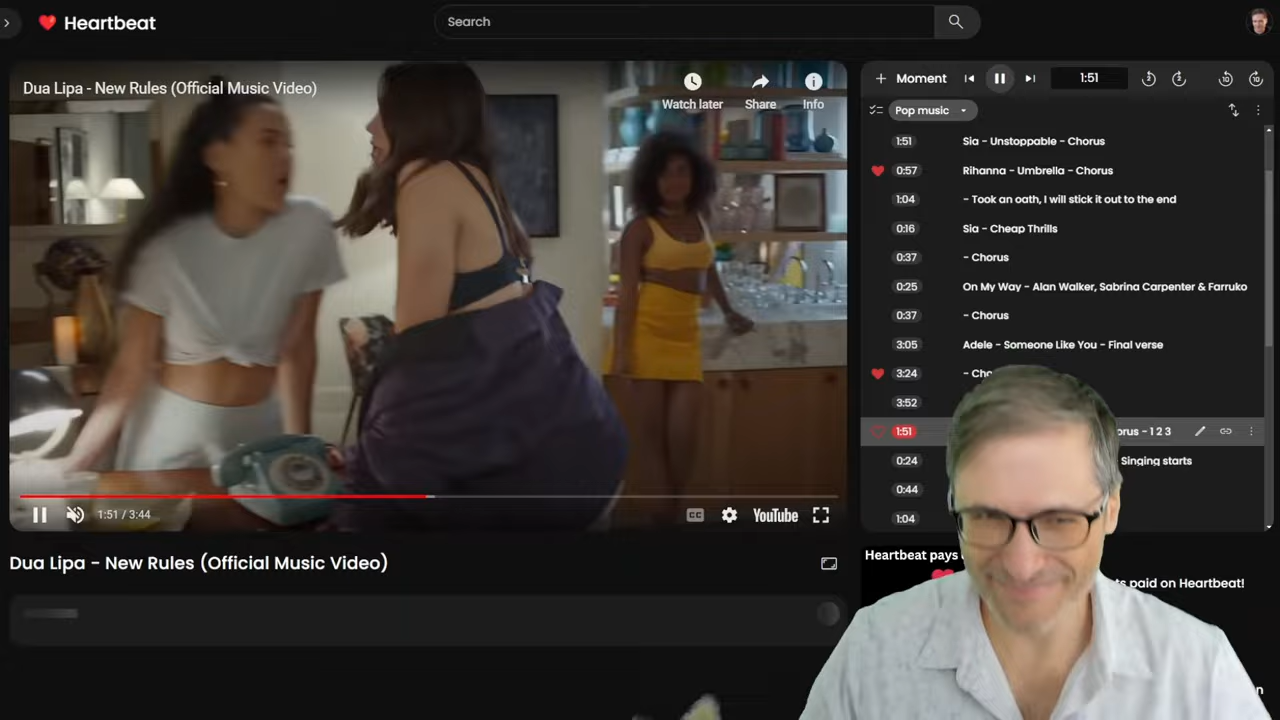 Heartbeat
Search
Dua Lipa - New Rules (Official Music Video)
Watch later
Share
Info
1:51 / 3:44
CC
YouTube
Dua Lipa - New Rules (Official Music Video)
+ Moment
1:51
Pop music
1:51 Sia - Unstoppable - Chorus
0:57 Rihanna - Umbrella - Chorus
1:04 - Took an oath, I will stick it out to the end
0:16 Sia - Cheap Thrills
0:37 - Chorus
0:25 On My Way - Alan Walker, Sabrina Carpenter & Farruko
0:37 - Chorus
3:05 Adele - Someone Like You - Final verse
3:24 - Cho
3:52
1:51 orus - 1 2 3
0:24 Singing starts
0:44
1:04
Heartbeat pays
s paid on Heartbeat!